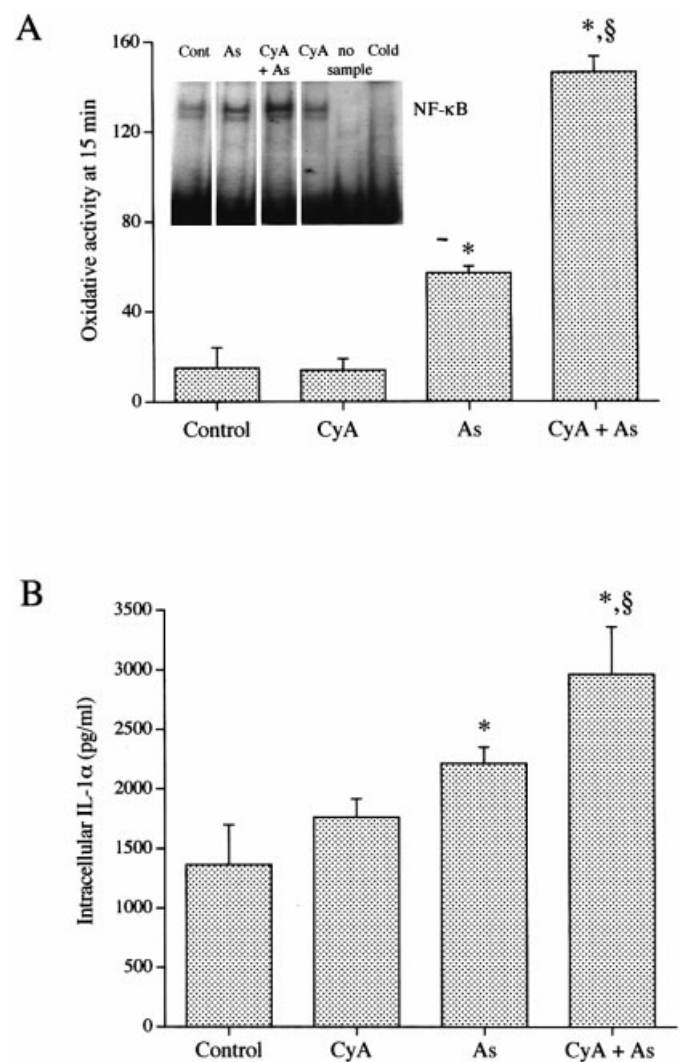 A
Oxidative activity at 15 min
160
120
80
40
0
Cont As CyA + As CyA no sample Cold
NF-κB
*
*,§
Control CyA As CyA + As
B
Intracellular IL-1α (pg/ml)
3500
3000
2500
2000
1500
1000
500
0
*
*,§
Control CyA As CyA + As